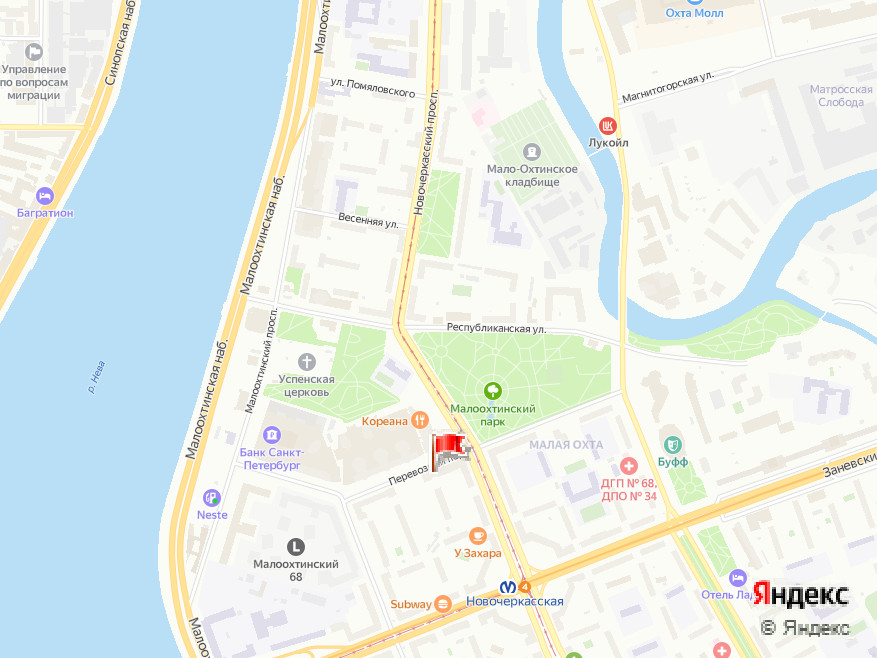 Синопская наб.
Малоохтинская
Охта Молл
Управление
по вопросам
миграции
ул. Помяловского
Магнитогорская ул.
Матросская
Слобода
Новочеркасский просп.
Лукойл
Мало-Охтинское
кладбище
Багратион
Малоохтинская наб.
Весенняя ул.
Республиканская ул.
Малоохтинский просп.
Малоохтинская наб.
р. Нева
Успенская
церковь
Малоохтинский
парк
Кореана
Банк Санкт-
Петербург
МАЛАЯ ОХТА
Буфф
Заневский
Перевоз
ДГП № 68,
ДПО № 34
Neste
Малоохтинский
68
У Захара
Отель Лад
Subway
Новочеркасская
Малоох
Яндекс
© Яндекс